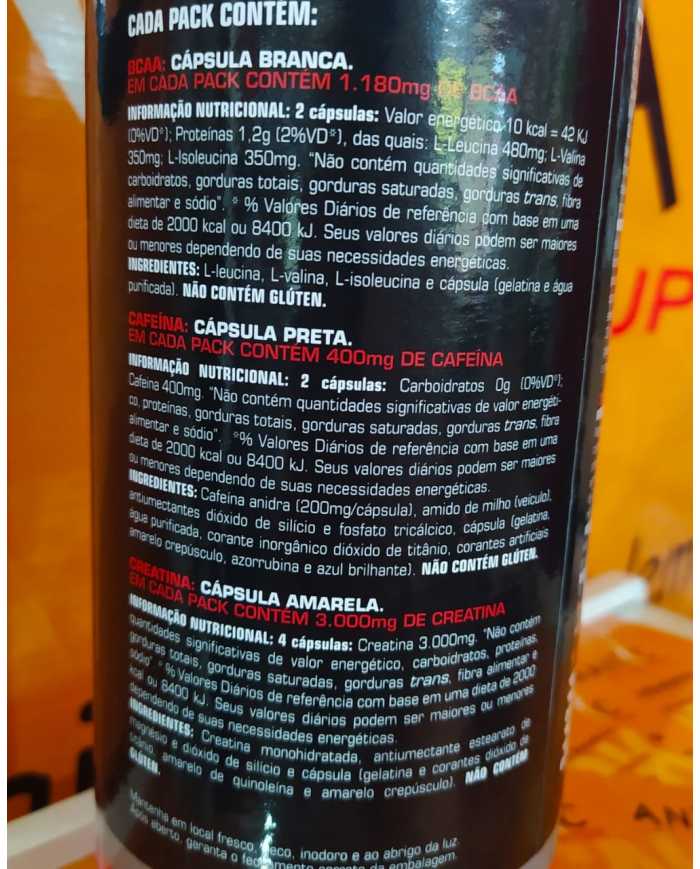 CADA PACK CONTÉM:
BCAA: CÁPSULA BRANCA.
EM CADA PACK CONTÉM 1.180mg DE BCAA
INFORMAÇÃO NUTRICIONAL: 2 cápsulas: Valor energético 10 kcal = 42 KJ
(0%VD*); Proteínas 1,2g (2%VD*), das quais: L-Leucina 480mg; L-Valina
350mg; L-Isoleucina 350mg. "Não contém quantidades significativas de
carboidratos, gorduras totais, gorduras saturadas, gorduras trans, fibra
alimentar e sódio". * % Valores Diários de referência com base em uma
dieta de 2000 kcal ou 8400 kJ. Seus valores diários podem ser maiores
ou menores dependendo de suas necessidades energéticas.
INGREDIENTES: L-leucina, L-valina, L-isoleucina e cápsula (gelatina e água
purificada). NÃO CONTÉM GLÚTEN.
CAFEÍNA: CÁPSULA PRETA.
EM CADA PACK CONTÉM 400mg DE CAFEÍNA
INFORMAÇÃO NUTRICIONAL: 2 cápsulas: Carboidratos 0g (0%VD*);
Cafeina 400mg. "Não contém quantidades significativas de valor energéti-
co, proteínas, gorduras totais, gorduras saturadas, gorduras trans, fibra
alimentar e sódio". *% Valores Diários de referência com base em uma
dieta de 2000 kcal ou 8400 kJ. Seus valores diários podem ser maiores
ou menores dependendo de suas necessidades energéticas.
INGREDIENTES: Cafeína anidra (200mg/cápsula), amido de milho (veículo),
antiumectantes dióxido de silício e fosfato tricálcico, cápsula (gelatina,
água purificada, corante inorgânico dióxido de titânio, corantes artificiais
amarelo crepúsculo, azorrubina e azul brilhante). NÃO CONTÉM GLÚTEN.
CREATINA: CÁPSULA AMARELA.
EM CADA PACK CONTÉM 3.000mg DE CREATINA
INFORMAÇÃO NUTRICIONAL: 4 cápsulas: Creatina 3.000mg. "Não contém
quantidades significativas de valor energético, carboidratos, proteínas,
gorduras totais, gorduras saturadas, gorduras trans, fibra alimentar e
sódio" * % Valores Diários de referência com base em uma dieta de 2000
kcal ou 8400 kJ. Seus valores diários podem ser maiores ou menores
dependendo de suas necessidades energéticas.
INGREDIENTES: Creatina monohidratada, antiumectante estearato de
magnésio e dióxido de silício e cápsula (gelatina e corantes dióxido de
titânio, amarelo de quinoleína e amarelo crepúsculo). NÃO CONTÉM
GLÚTEN.
Mantenha em local fresco, seco, inodoro e ao abrigo da luz.
Após aberto, garanta o fechamento correto da embalagem.
UP